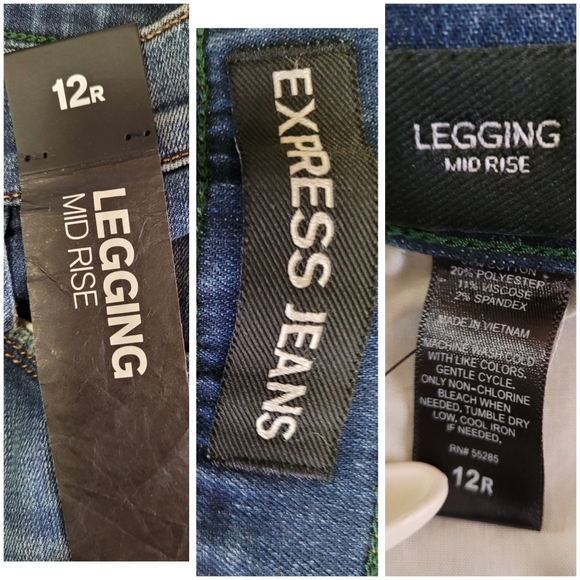 12R
LEGGING
MID RISE
EXPRESS JEANS
LEGGING
MID RISE
COTTON
20% POLYESTER
11% VISCOSE
2% SPANDEX
MADE IN VIETNAM
MACHINE WASH COLD
WITH LIKE COLORS.
GENTLE CYCLE.
ONLY NON-CHLORINE
BLEACH WHEN
NEEDED, TUMBLE DRY
LOW, COOL IRON
IF NEEDED.
RN# 55285
12R